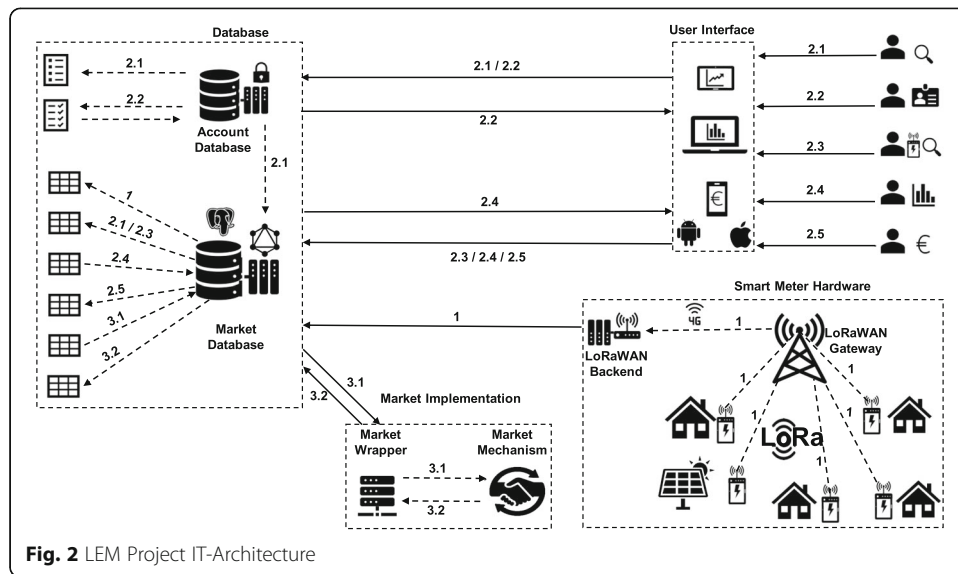 Database
User Interface
2.1
2.1
2.1 / 2.2
2.2
2.2
2.2
Account
Database
2.1
2.3
1
2.4
2.4
2.1 / 2.3
2.4
2.5
2.3 / 2.4 / 2.5
2.5
€
€
3.1
3.2
Market
Database
Smart Meter Hardware
1
4G
1
LoRaWAN
Backend
LoRaWAN
Gateway
1
1
1
1
1
LoRa
3.1
3.2
Market Implementation
Market
Wrapper
Market
Mechanism
3.1
3.2
Fig. 2 LEM Project IT-Architecture